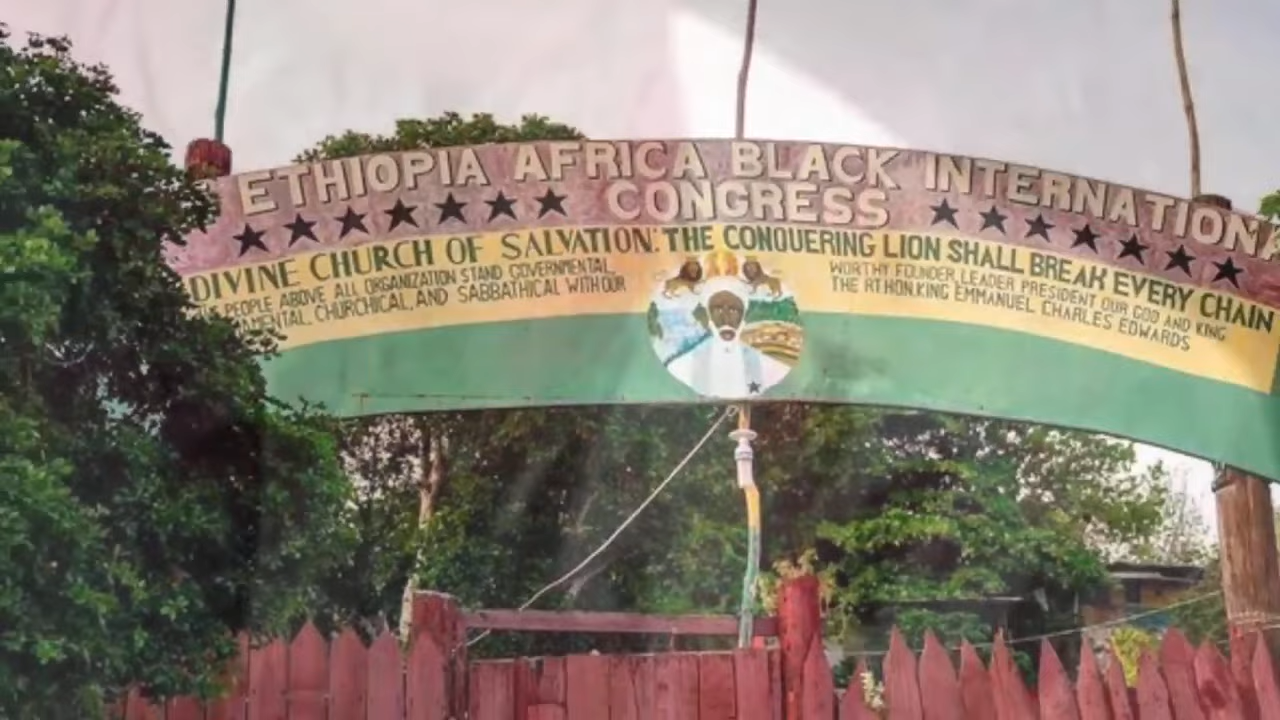 ETHIOPIA AFRICA BLACK INTERNATIONA
CONGRESS
DIVINE CHURCH OF SALVATION: THE CONQUERING LION SHALL BREAK EVERY CHAIN
PEOPLE ABOVE ALL ORGANIZATION STAND GOVERNMENTAL,
AMENTAL, CHURCHICAL, AND SABBATHICAL WITH OUR
WORTHY FOUNDER, LEADER PRESIDENT OUR GOD AND KING
THE RT HON KING EMMANUEL CHARLES EDWARDS